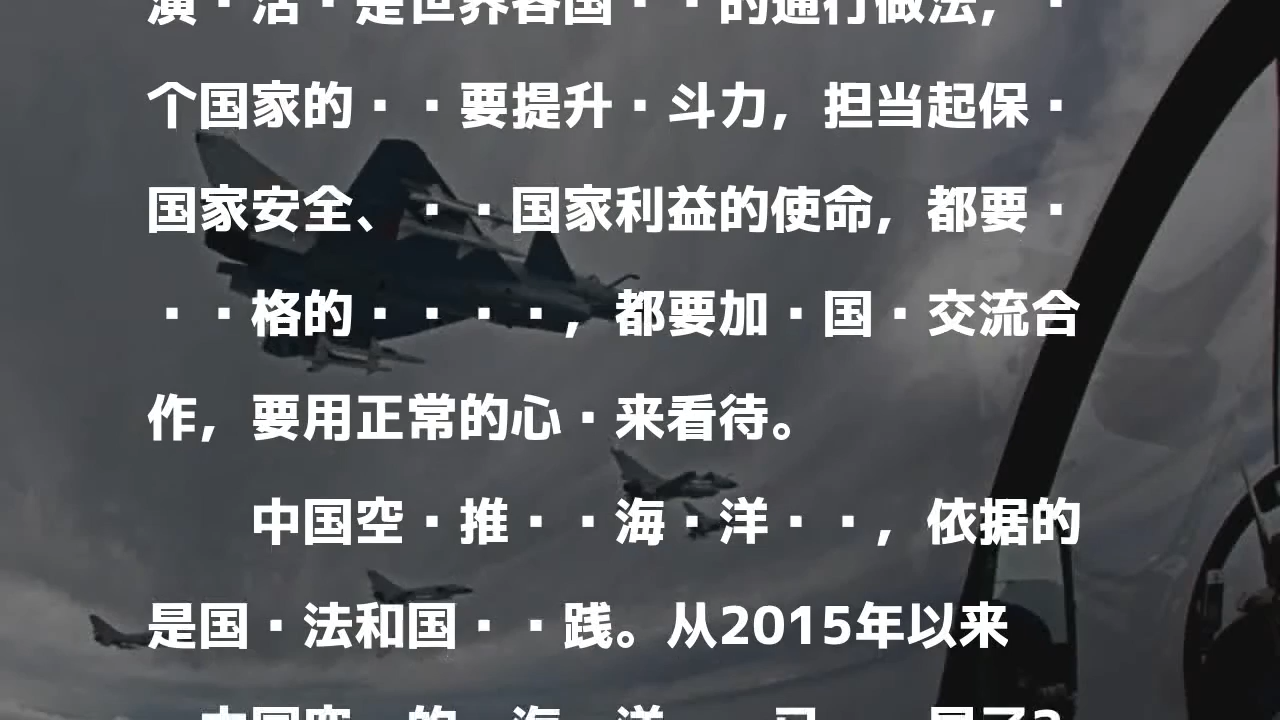 演·活·是世界各国··的通行做法，·
个国家的··要提升·斗力，担当起保·
国家安全、··国家利益的使命，都要·
··格的····，都要加·国·交流合
作，要用正常的心·来看待。
中国空·推··海·洋··，依据的
是国·法和国··践。从2015年以来